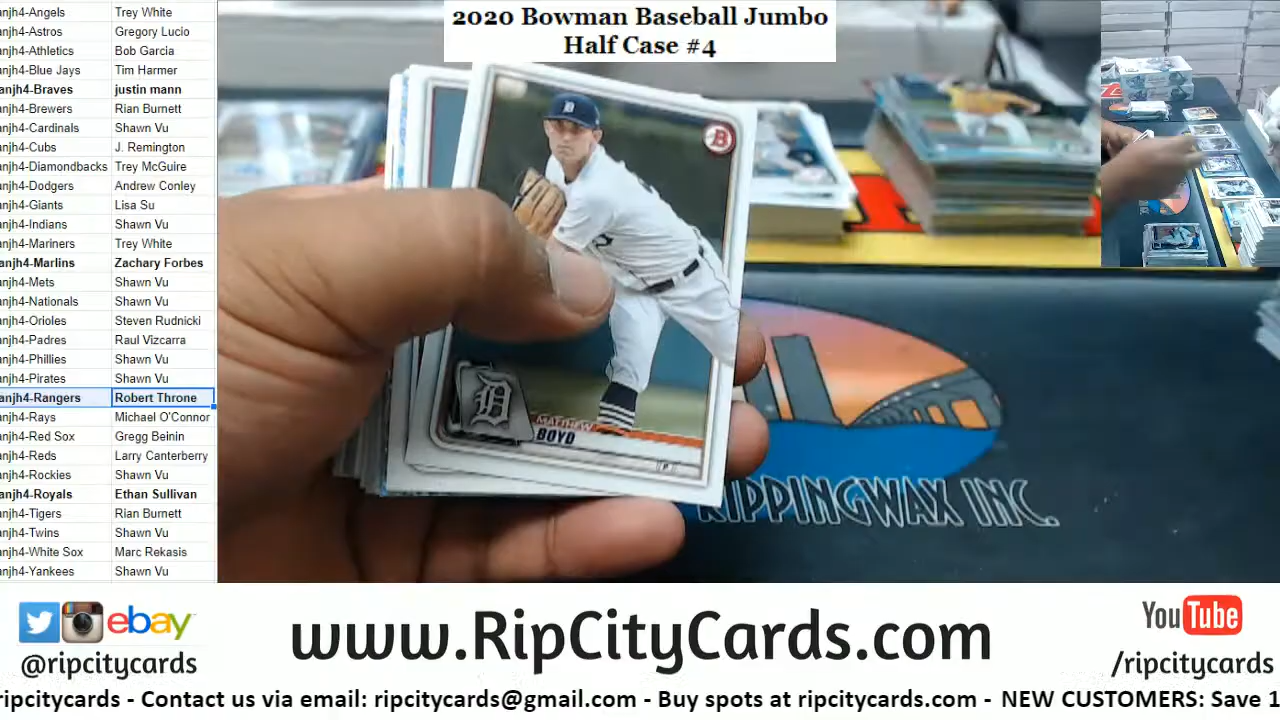 2020 Bowman Baseball Jumbo
Half Case #4
anjh4-Angels Trey White
anjh4-Astros Gregory Lucio
anjh4-Athletics Bob Garcia
anjh4-Blue Jays Tim Harmer
anjh4-Braves justin mann
anjh4-Brewers Rian Burnett
anjh4-Cardinals Shawn Vu
anjh4-Cubs J. Remington
anjh4-Diamondbacks Trey McGuire
anjh4-Dodgers Andrew Conley
anjh4-Giants Lisa Su
anjh4-Indians Shawn Vu
anjh4-Mariners Trey White
anjh4-Marlins Zachary Forbes
anjh4-Mets Shawn Vu
anjh4-Nationals Shawn Vu
anjh4-Orioles Steven Rudnicki
anjh4-Padres Raul Vizcarra
anjh4-Phillies Shawn Vu
anjh4-Pirates Shawn Vu
anjh4-Rangers Robert Throne
anjh4-Rays Michael O'Connor
anjh4-Red Sox Gregg Beinin
anjh4-Reds Larry Canterberry
anjh4-Rockies Shawn Vu
anjh4-Royals Ethan Sullivan
anjh4-Tigers Rian Burnett
anjh4-Twins Shawn Vu
anjh4-White Sox Marc Rekasis
anjh4-Yankees Shawn Vu
B
D
D
MATTHEW
BOYD
RIPPINGWAX INC.
ebay
@ripcitycards
www.RipCityCards.com
YouTube
/ripcitycards
ripcitycards - Contact us via email: ripcitycards@gmail.com - Buy spots at ripcitycards.com - NEW CUSTOMERS: Save 1